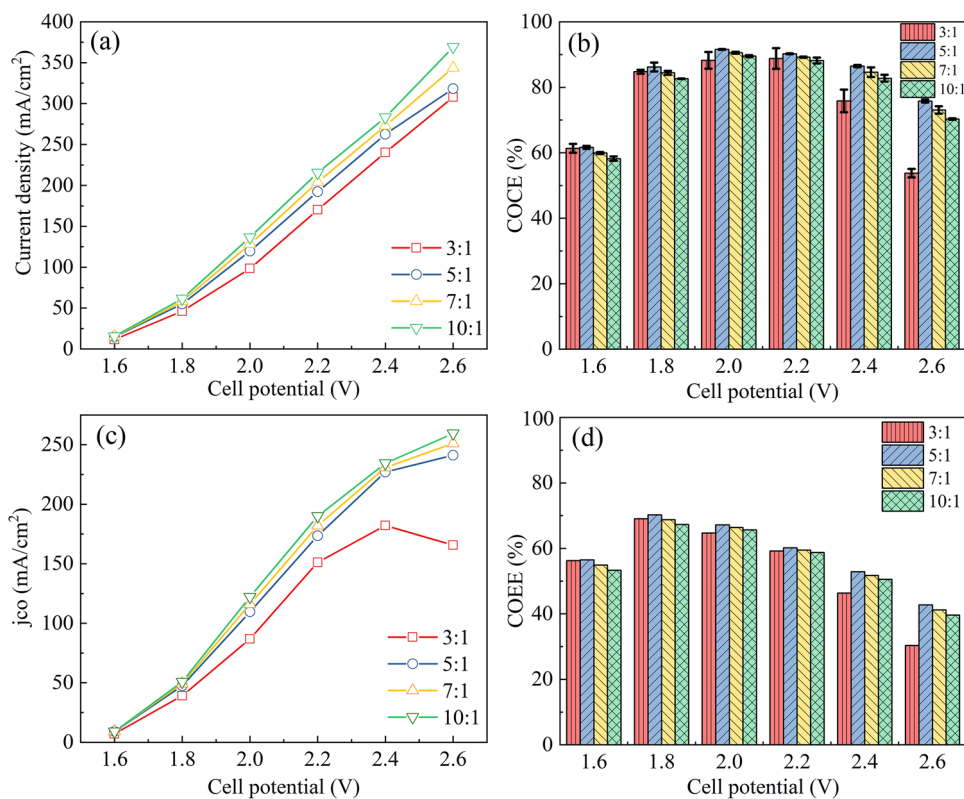 (a)
400
350
300
250
200
150
100
50
0
Current density (mA/cm²)
3:1
5:1
7:1
10:1
1.6 1.8 2.0 2.2 2.4 2.6
Cell potential (V)
(b)
100
80
60
40
20
0
COCE (%)
3:1
5:1
7:1
10:1
1.6 1.8 2.0 2.2 2.4 2.6
Cell potential (V)
(c)
250
200
150
100
50
0
jco (mA/cm²)
3:1
5:1
7:1
10:1
1.6 1.8 2.0 2.2 2.4 2.6
Cell potential (V)
(d)
100
80
60
40
20
0
COEE (%)
3:1
5:1
7:1
10:1
1.6 1.8 2.0 2.2 2.4 2.6
Cell potential (V)